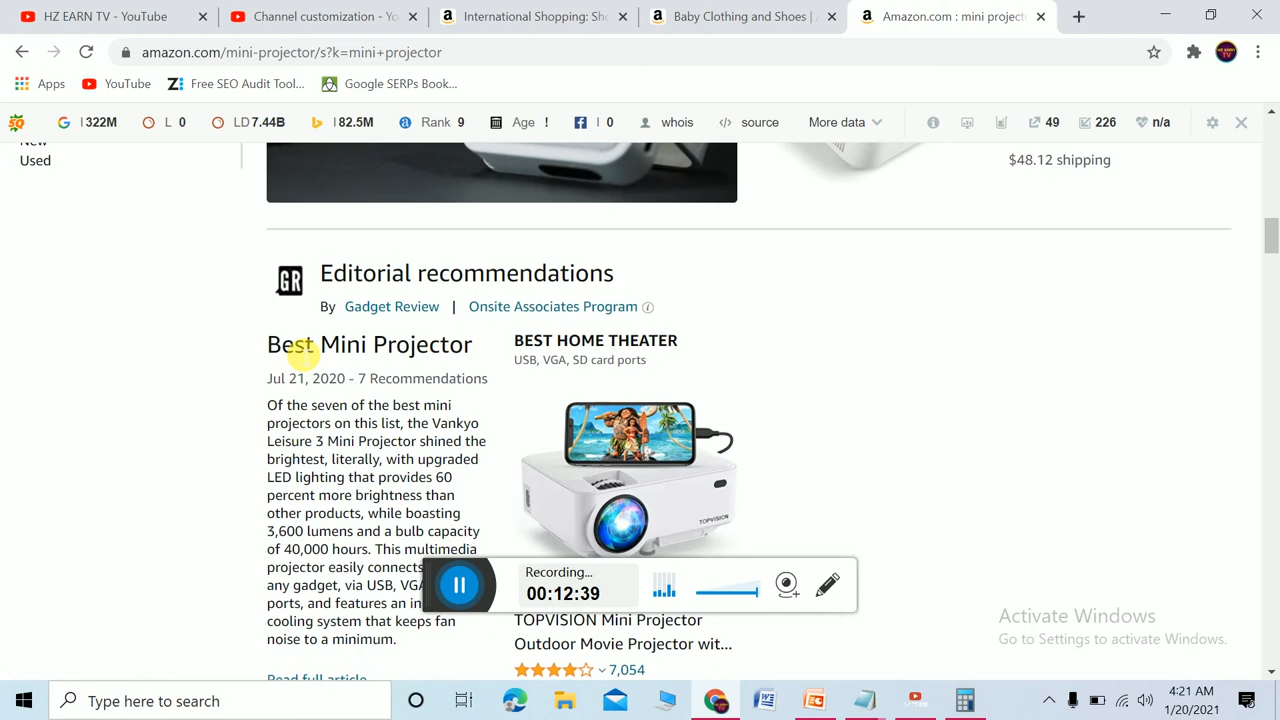 HZ EARN TV - YouTube
Channel customization - Yo
International Shopping: Sh
Baby Clothing and Shoes |
Amazon.com : mini project
amazon.com/mini-projector/s?k=mini+projector
Apps
YouTube
Free SEO Audit Tool...
Google SERPs Book...
I 322M
L 0
LD 7.44B
I 82.5M
Rank 9
Age !
I 0
whois
source
More data
49
226
n/a
New
Used
$48.12 shipping
GR
Editorial recommendations
By Gadget Review | Onsite Associates Program
Best Mini Projector
Jul 21, 2020 - 7 Recommendations
Of the seven of the best mini
projectors on this list, the Vankyo
Leisure 3 Mini Projector shined the
brightest, literally, with upgraded
LED lighting that provides 60
percent more brightness than
other products, while boasting
3,600 lumens and a bulb capacity
of 40,000 hours. This multimedia
projector easily connects
any gadget, via USB, VGA
ports, and features an in
cooling system that keeps fan
noise to a minimum.
Read full article
BEST HOME THEATER
USB, VGA, SD card ports
TOPVISION
TOPVISION Mini Projector
Outdoor Movie Projector wit...
7,054
Recording...
00:12:39
Activate Windows
Go to Settings to activate Windows.
Type here to search
4:21 AM
1/20/2021